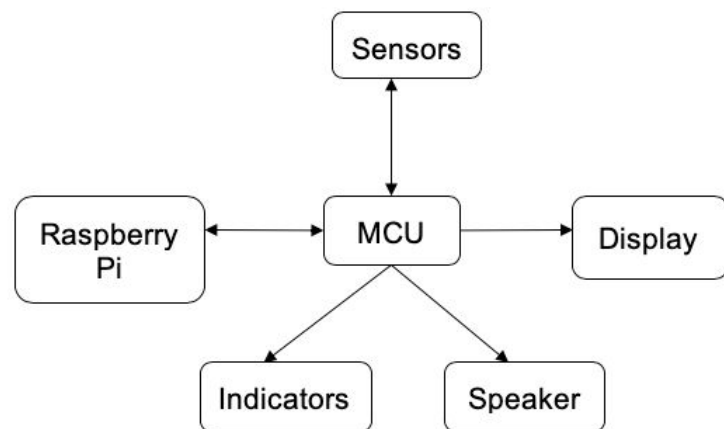 Sensors
Raspberry
Pi
MCU
Display
Indicators
Speaker